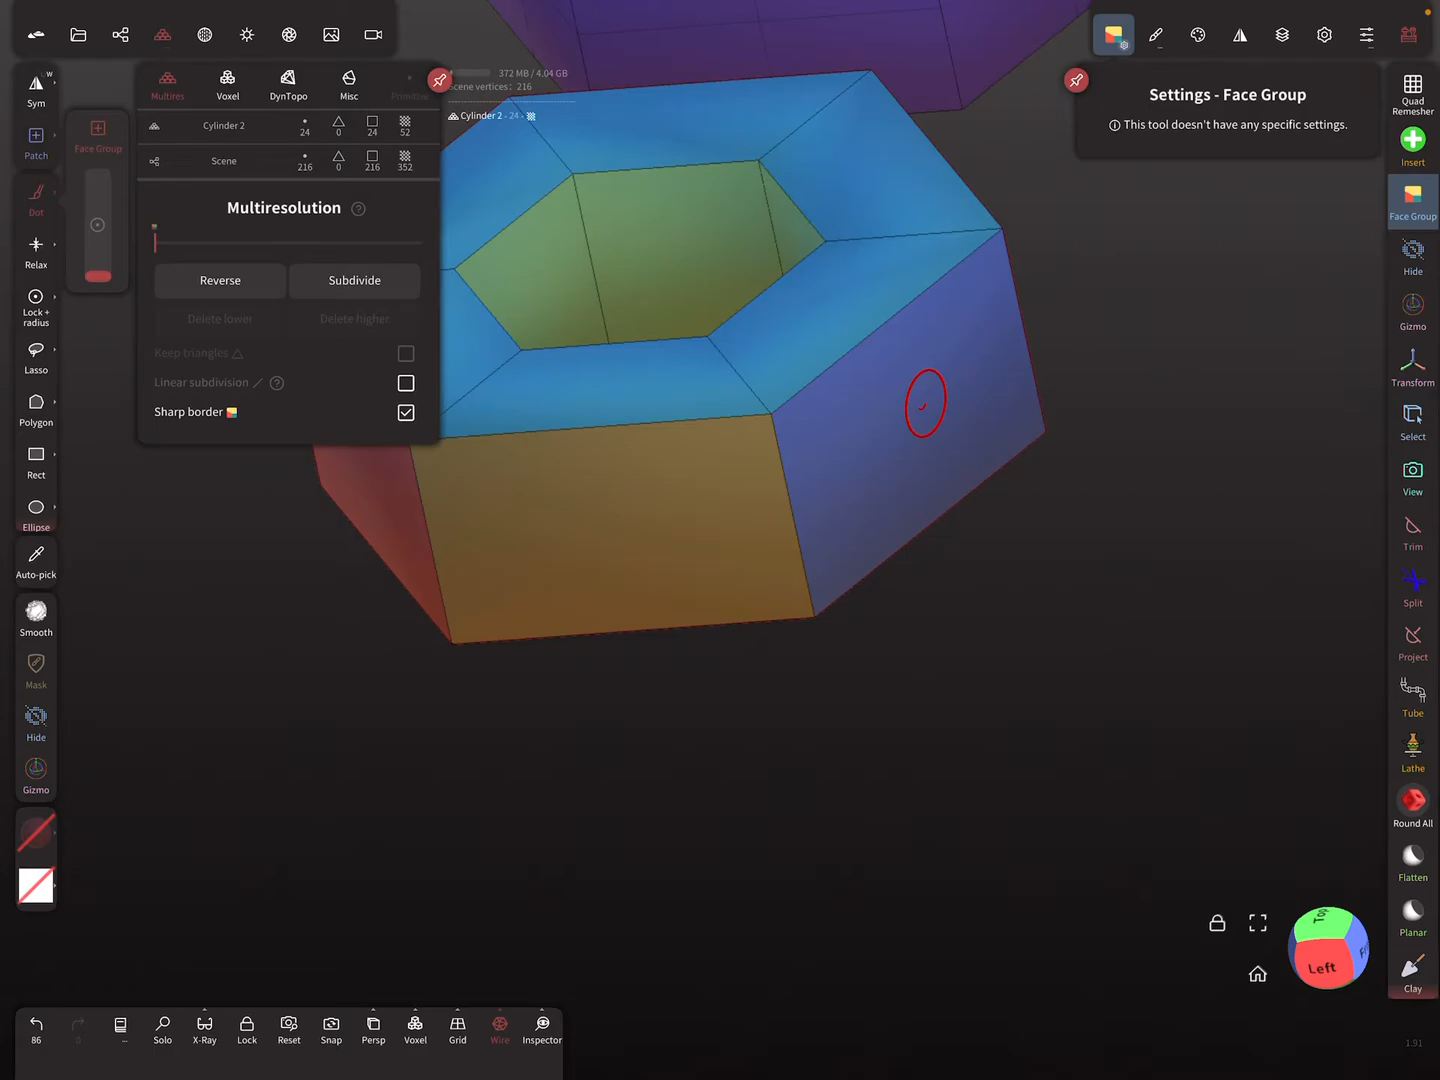 W
Sym
Patch
Dot
Relax
Lock +
radius
Lasso
Polygon
Rect
Ellipse
Auto-pick
Smooth
Mask
Hide
Gizmo
Face Group
Multires
Voxel
DynTopo
Misc
Primitive
Cylinder 2
24
0
24
52
Scene
216
0
216
352
Multiresolution ?
Reverse
Subdivide
Delete lower
Delete higher
Keep triangles
Linear subdivision ?
Sharp border
372 MB / 4.04 GB
Scene vertices: 216
Cylinder 2 - 24 -
Settings - Face Group
This tool doesn't have any specific settings.
Quad
Remesher
Insert
Face Group
Hide
Gizmo
Transform
Select
View
Trim
Split
Project
Tube
Lathe
Round All
Flatten
Planar
Clay
Top
Left
86
0
...
Solo
X-Ray
Lock
Reset
Snap
Persp
Voxel
Grid
Wire
Inspector
1.91